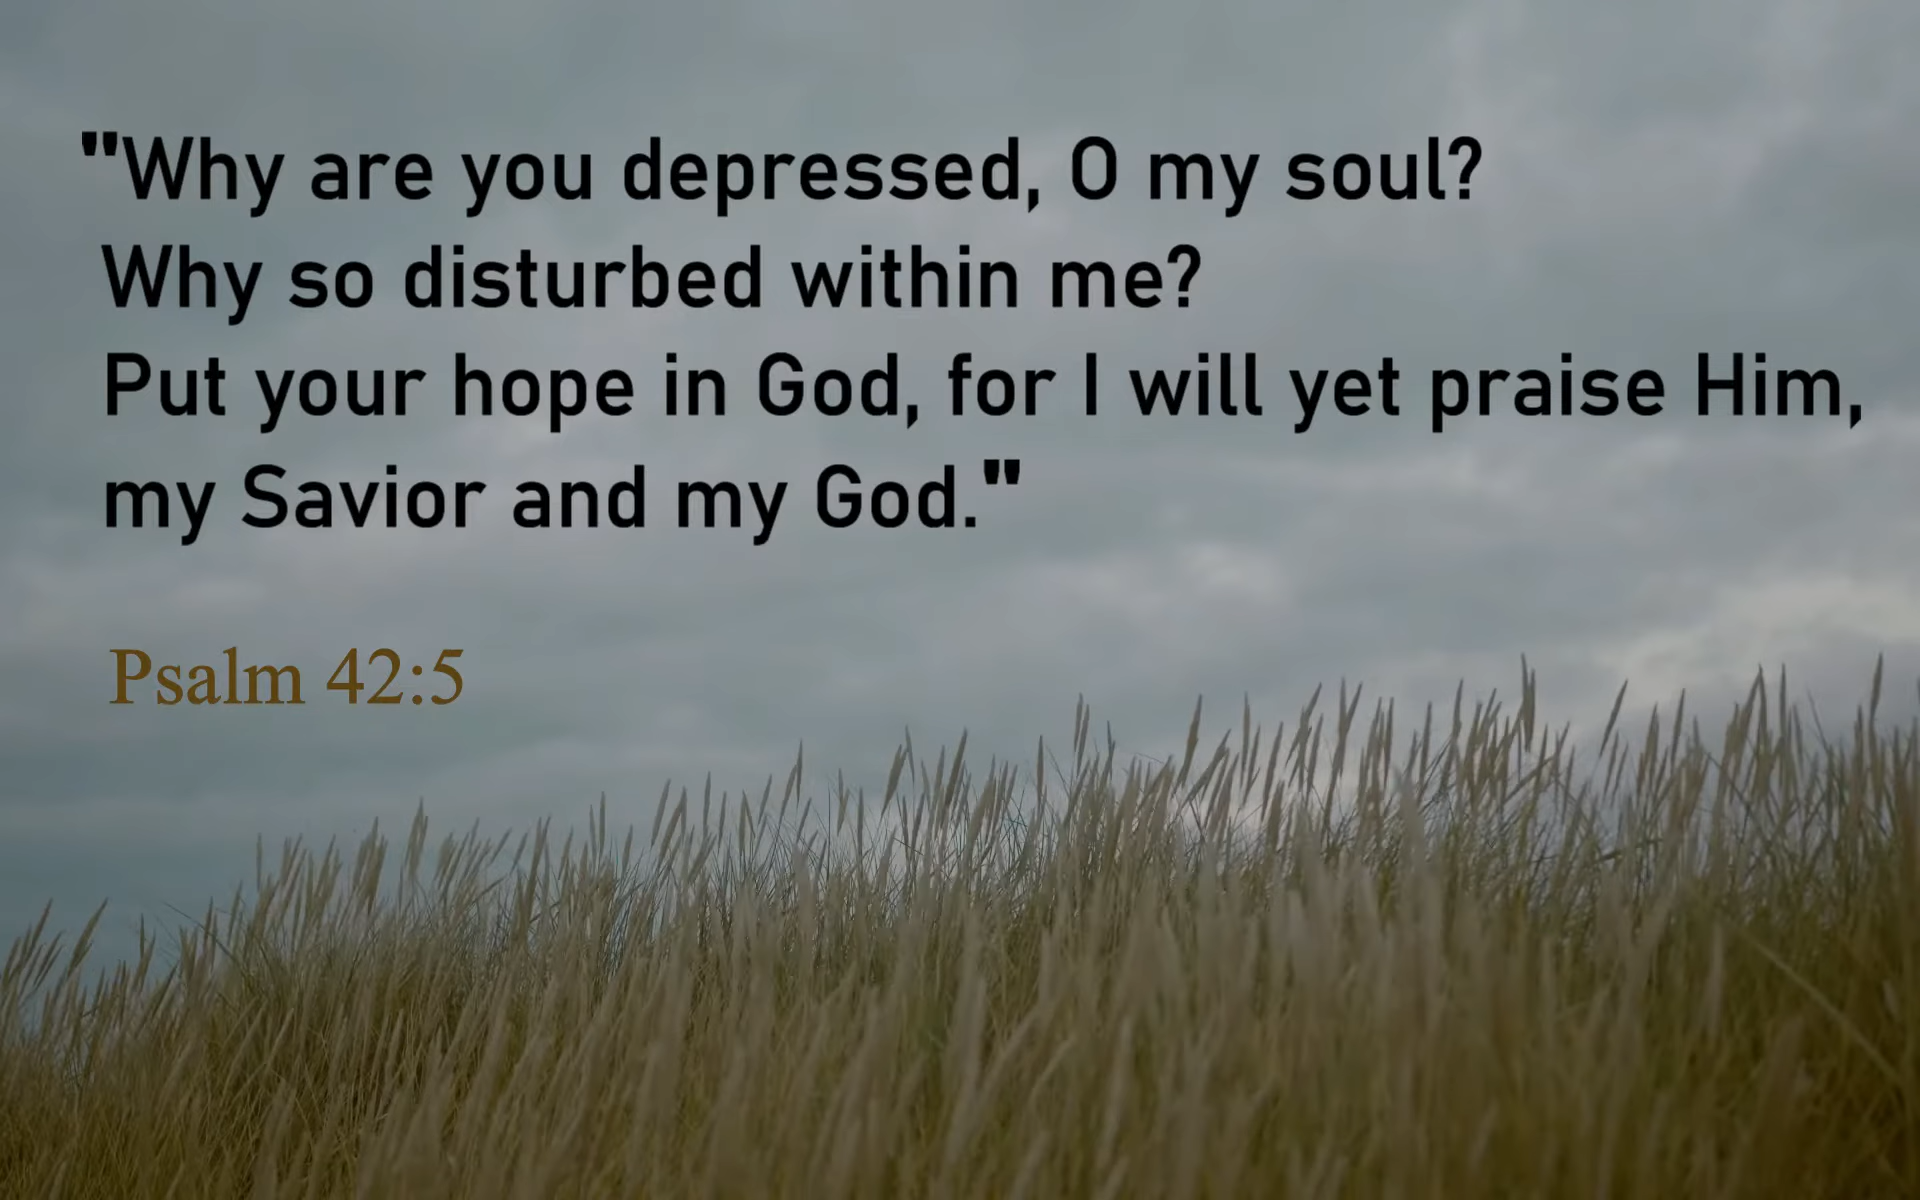 "Why are you depressed, O my soul?
Why so disturbed within me?
Put your hope in God, for I will yet praise Him,
my Savior and my God."
Psalm 42:5